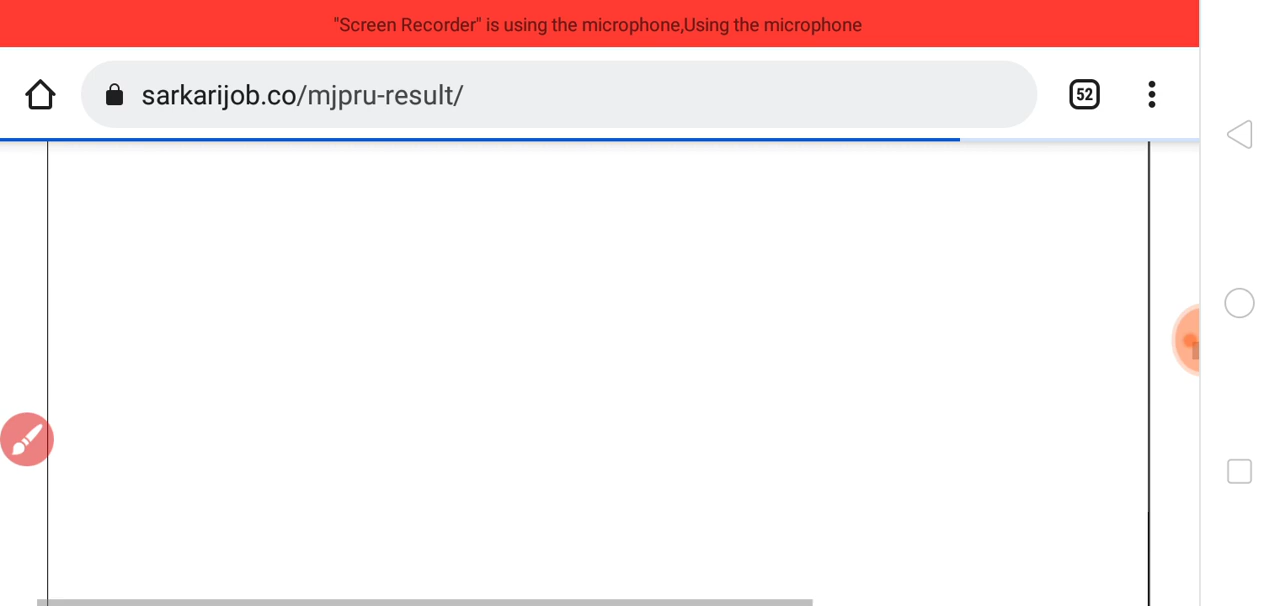 "Screen Recorder" is using the microphone,Using the microphone
sarkarijob.co/mjpru-result/
52